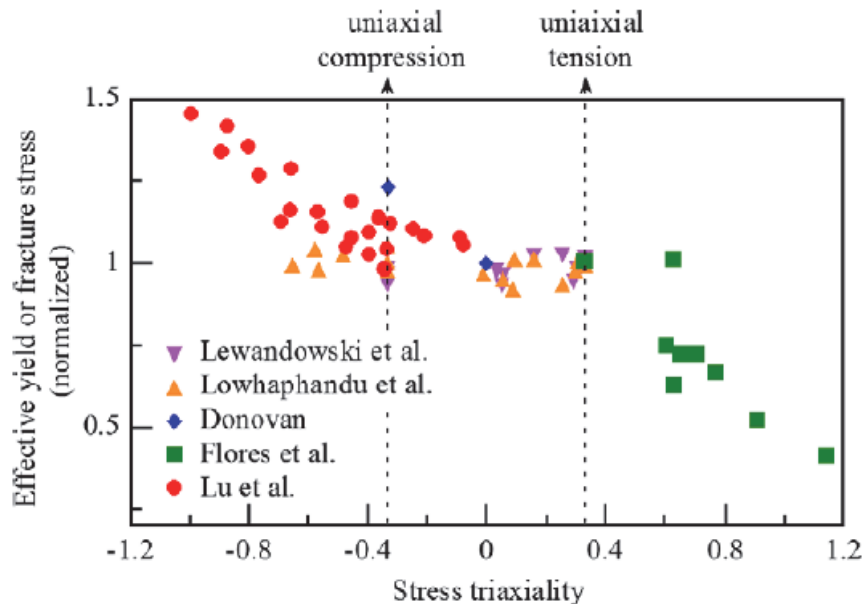 uniaxial
compression
uniaixial
tension
Effective yield or fracture stress
(normalized)
1.5
1
0.5
Lewandowski et al.
Lowhaphandu et al.
Donovan
Flores et al.
Lu et al.
-1.2 -0.8 -0.4 0 0.4 0.8 1.2
Stress triaxiality